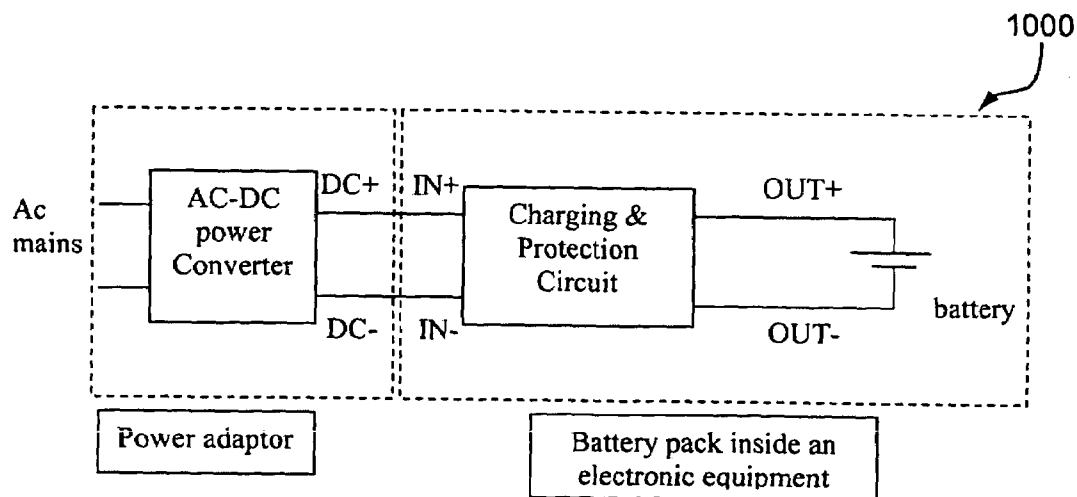 1000
Ac
mains
AC-DC
power
Converter
DC+
IN+
DC-
IN-
Charging &
Protection
Circuit
OUT+
OUT-
battery
Power adaptor
Battery pack inside an
electronic equipment